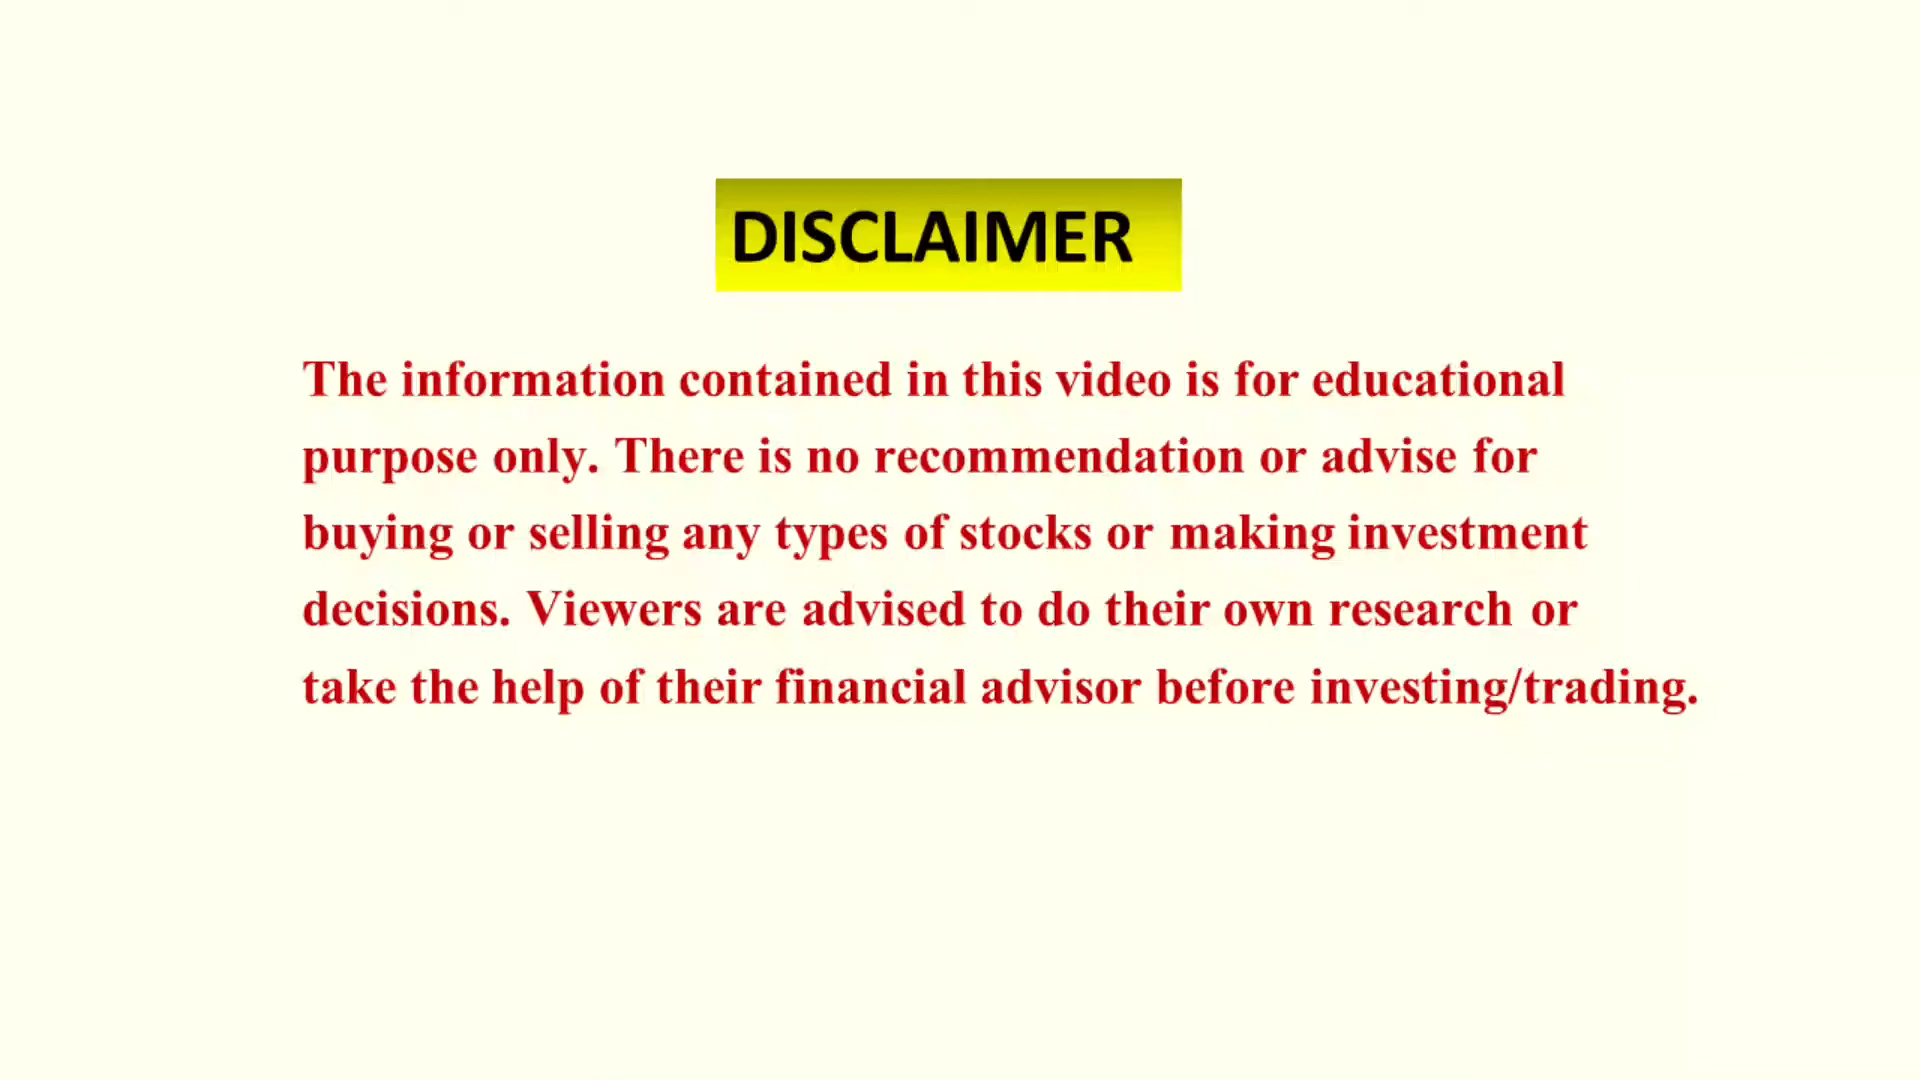 DISCLAIMER
The information contained in this video is for educational
purpose only. There is no recommendation or advise for
buying or selling any types of stocks or making investment
decisions. Viewers are advised to do their own research or
take the help of their financial advisor before investing/trading.